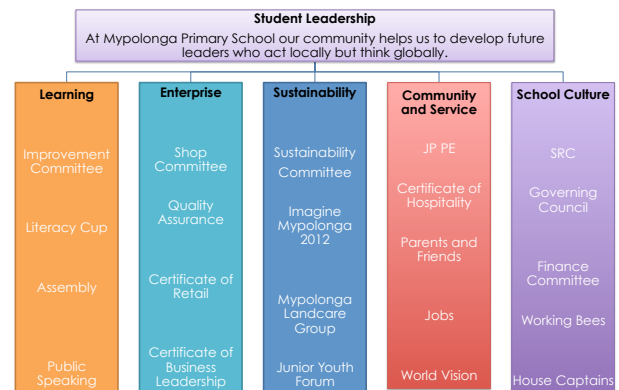 Student Leadership
At Mypolonga Primary School our community helps us to develop future
leaders who act locally but think globally.
Learning
Improvement
Committee
Literacy Cup
Assembly
Public
Speaking
Enterprise
Shop
Committee
Quality
Assurance
Certificate of
Retail
Certificate of
Business
Leadership
Sustainability
Sustainability
Committee
Imagine
Mypolonga
2012
Mypolonga
Landcare
Group
Junior Youth
Forum
Community
and Service
JP PE
Certificate of
Hospitality
Parents and
Friends
Jobs
World Vision
School Culture
SRC
Governing
Council
Finance
Committee
Working Bees
House Captains